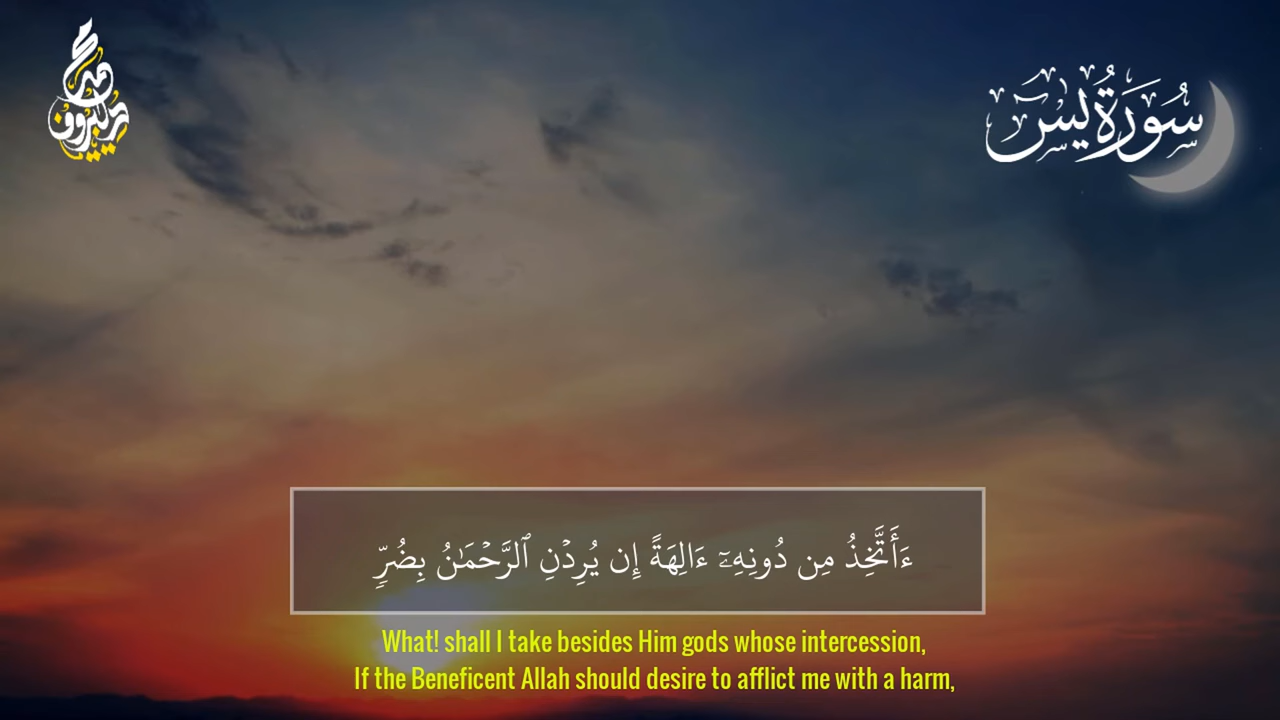 سُورَةُ يسٓ
ءَأَتَّخِذُ مِن دُونِهِۦٓ ءَالِهَةً إِن يُرِدْنِ ٱلرَّحْمَـٰنُ بِضُرٍّ
What! shall I take besides Him gods whose intercession,
If the Beneficent Allah should desire to afflict me with a harm,